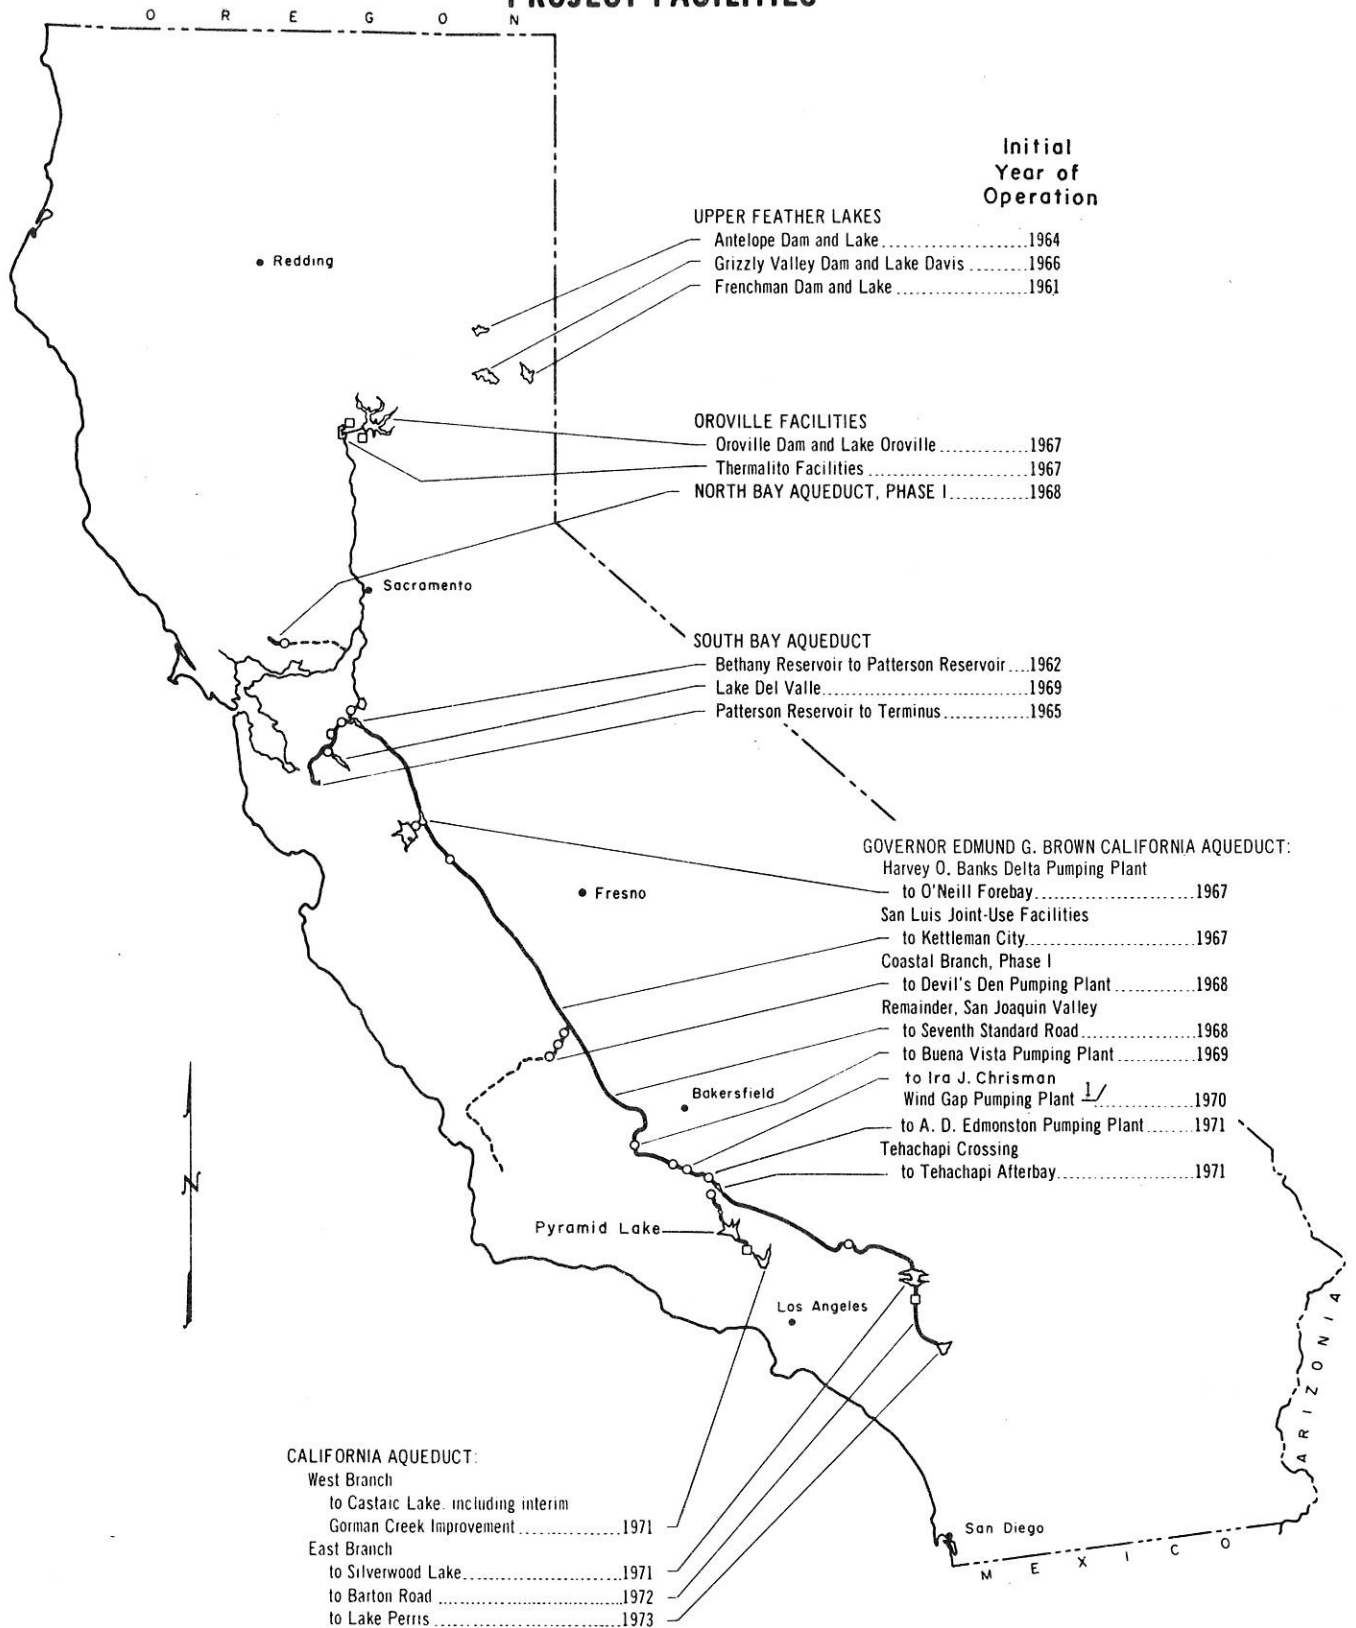 PROJECT FACILITIES
O R E G O N
Initial
Year of
Operation
UPPER FEATHER LAKES
Antelope Dam and Lake ........................ 1964
Grizzly Valley Dam and Lake Davis ......... 1966
Frenchman Dam and Lake ..................... 1961
Redding
OROVILLE FACILITIES
Oroville Dam and Lake Oroville .............. 1967
Thermalito Facilities .......................... 1967
NORTH BAY AQUEDUCT, PHASE I ............ 1968
Sacramento
SOUTH BAY AQUEDUCT
Bethany Reservoir to Patterson Reservoir .... 1962
Lake Del Valle ................................. 1969
Patterson Reservoir to Terminus ............. 1965
GOVERNOR EDMUND G. BROWN CALIFORNIA AQUEDUCT:
Harvey O. Banks Delta Pumping Plant
to O'Neill Forebay ......................... 1967
Fresno
San Luis Joint-Use Facilities
to Kettleman City .......................... 1967
Coastal Branch, Phase I
to Devil's Den Pumping Plant ............. 1968
Remainder, San Joaquin Valley
to Seventh Standard Road ................. 1968
to Buena Vista Pumping Plant ............ 1969
to Ira J. Chrisman
Wind Gap Pumping Plant 1/ ............... 1970
Bakersfield
to A. D. Edmonston Pumping Plant ....... 1971
Tehachapi Crossing
to Tehachapi Afterbay ..................... 1971
N
Pyramid Lake
Los Angeles
ARIZONIA
CALIFORNIA AQUEDUCT:
West Branch
to Castaic Lake. including interim
Gorman Creek Improvement ............... 1971
East Branch
to Silverwood Lake ......................... 1971
to Barton Road ............................. 1972
to Lake Perris ............................... 1973
San Diego
M E X I C O